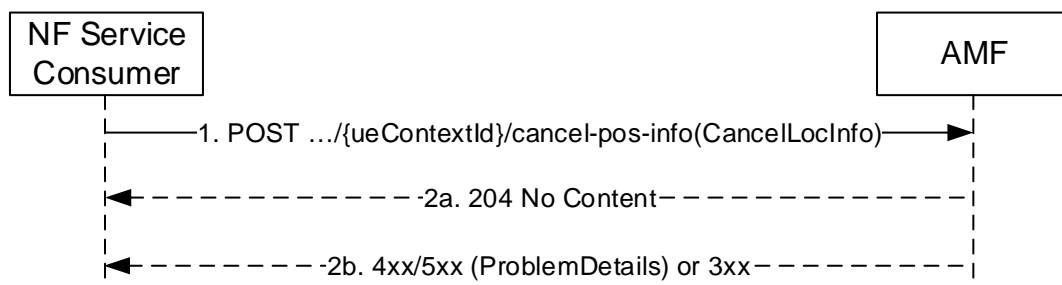 NF Service
Consumer
AMF
1. POST …/{ueContextId}/cancel-pos-info(CancelLocInfo)
2a. 204 No Content
2b. 4xx/5xx (ProblemDetails) or 3xx